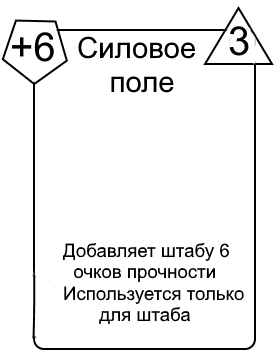 +6
Силовое
3
поле
Добавляет штабу 6
очков прочности
Используется только
для штаба